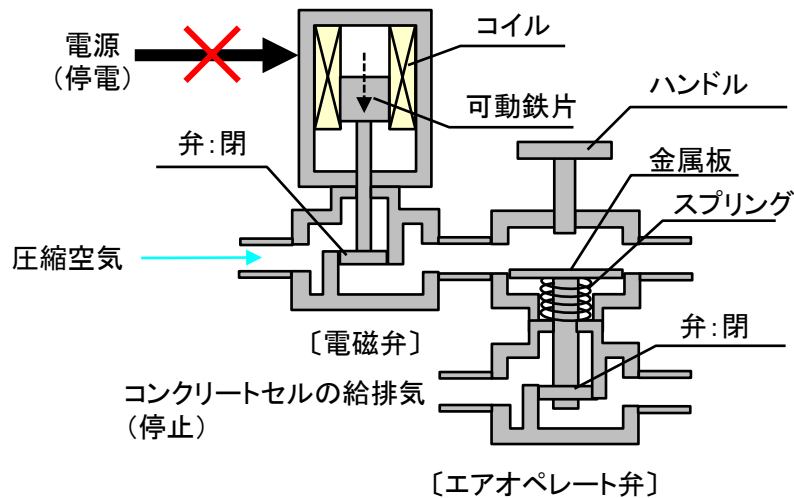 電源
(停電)
コイル
可動鉄片
ハンドル
弁:閉
金属板
スプリング
圧縮空気
〔電磁弁〕
弁:閉
コンクリートセルの給排気
(停止)
〔エアオペレート弁〕